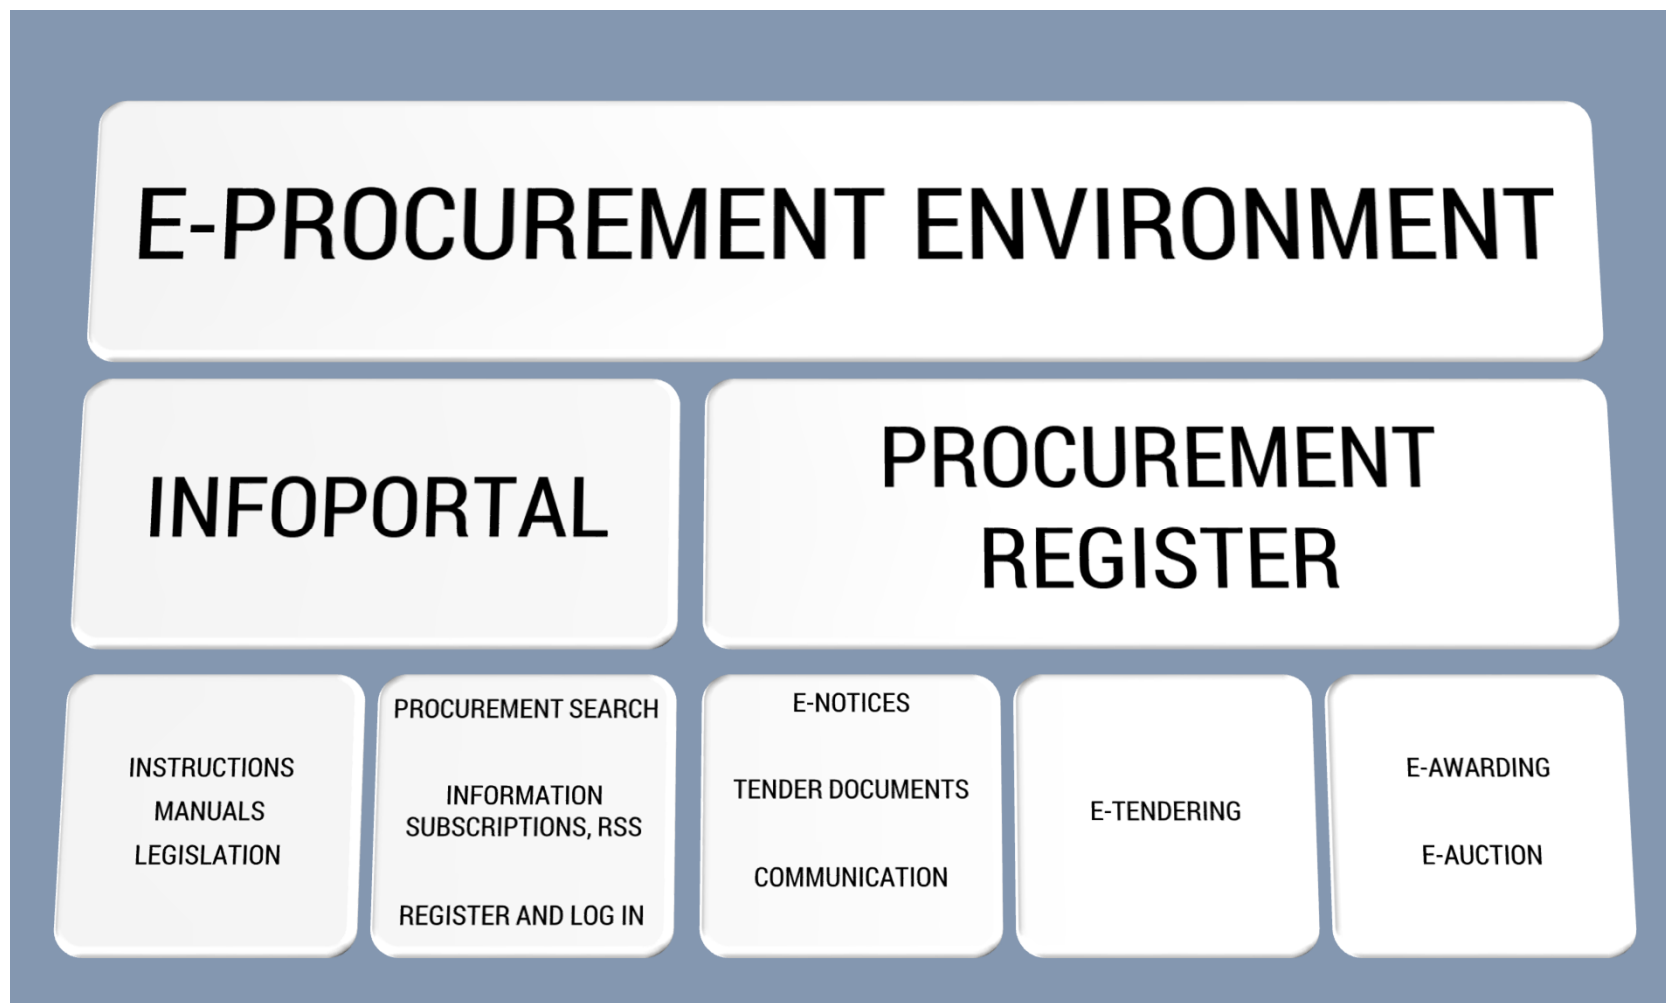 E-PROCUREMENT ENVIRONMENT
INFOPORTAL
PROCUREMENT
REGISTER
INSTRUCTIONS
MANUALS
LEGISLATION
PROCUREMENT SEARCH
INFORMATION
SUBSCRIPTIONS, RSS
REGISTER AND LOG IN
E-NOTICES
TENDER DOCUMENTS
COMMUNICATION
E-TENDERING
E-AWARDING
E-AUCTION